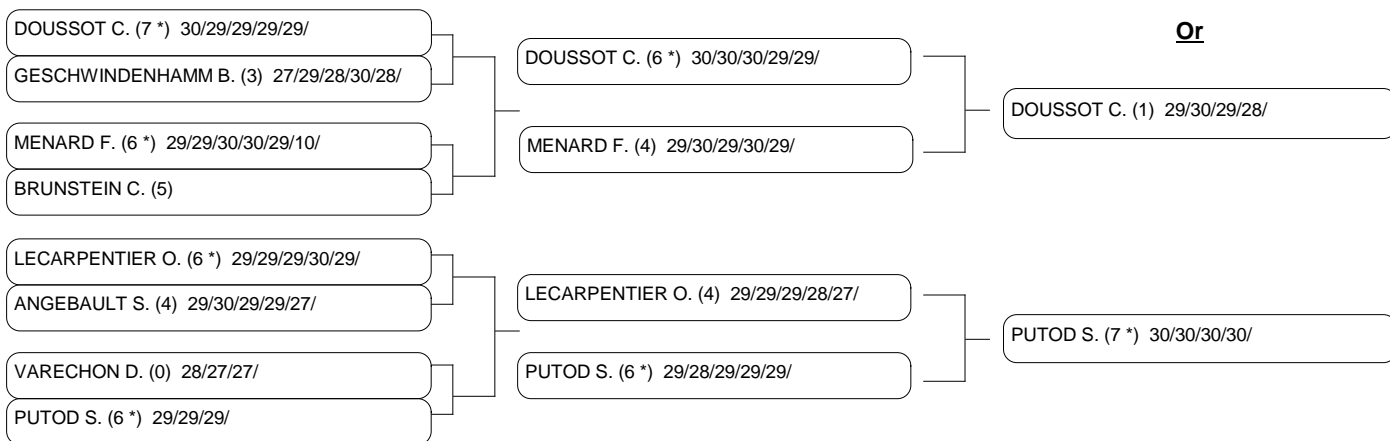 Or
DOUSSOT C. (7 *) 30/29/29/29/29/
GESCHWINDENHAMM B. (3) 27/29/28/30/28/
MENARD F. (6 *) 29/29/30/30/29/10/
BRUNSTEIN C. (5)
LECARPENTIER O. (6 *) 29/29/29/30/29/
ANGEBAULT S. (4) 29/30/29/29/27/
VARECHON D. (0) 28/27/27/
PUTOD S. (6 *) 29/29/29/
DOUSSOT C. (6 *) 30/30/30/29/29/
MENARD F. (4) 29/30/29/30/29/
LECARPENTIER O. (4) 29/29/29/28/27/
PUTOD S. (6 *) 29/28/29/29/29/
DOUSSOT C. (1) 29/30/29/28/
PUTOD S. (7 *) 30/30/30/30/